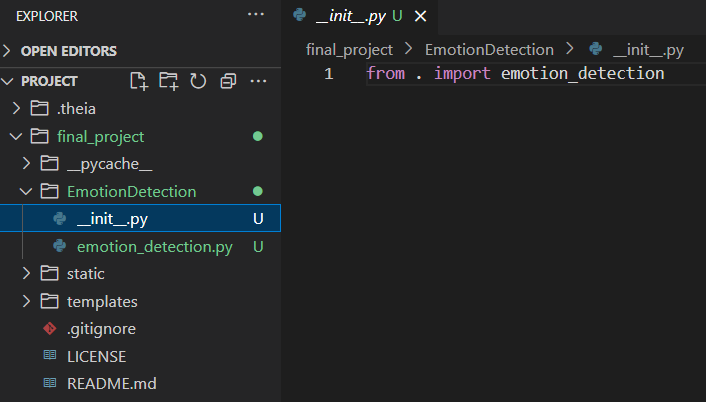 EXPLORER ...
OPEN EDITORS
PROJECT ...
.theia
final_project
__pycache__
EmotionDetection
__init__.py U
emotion_detection.py U
static
templates
.gitignore
LICENSE
README.md
__init__.py U
final_project > EmotionDetection > __init__.py
1 from . import emotion_detection